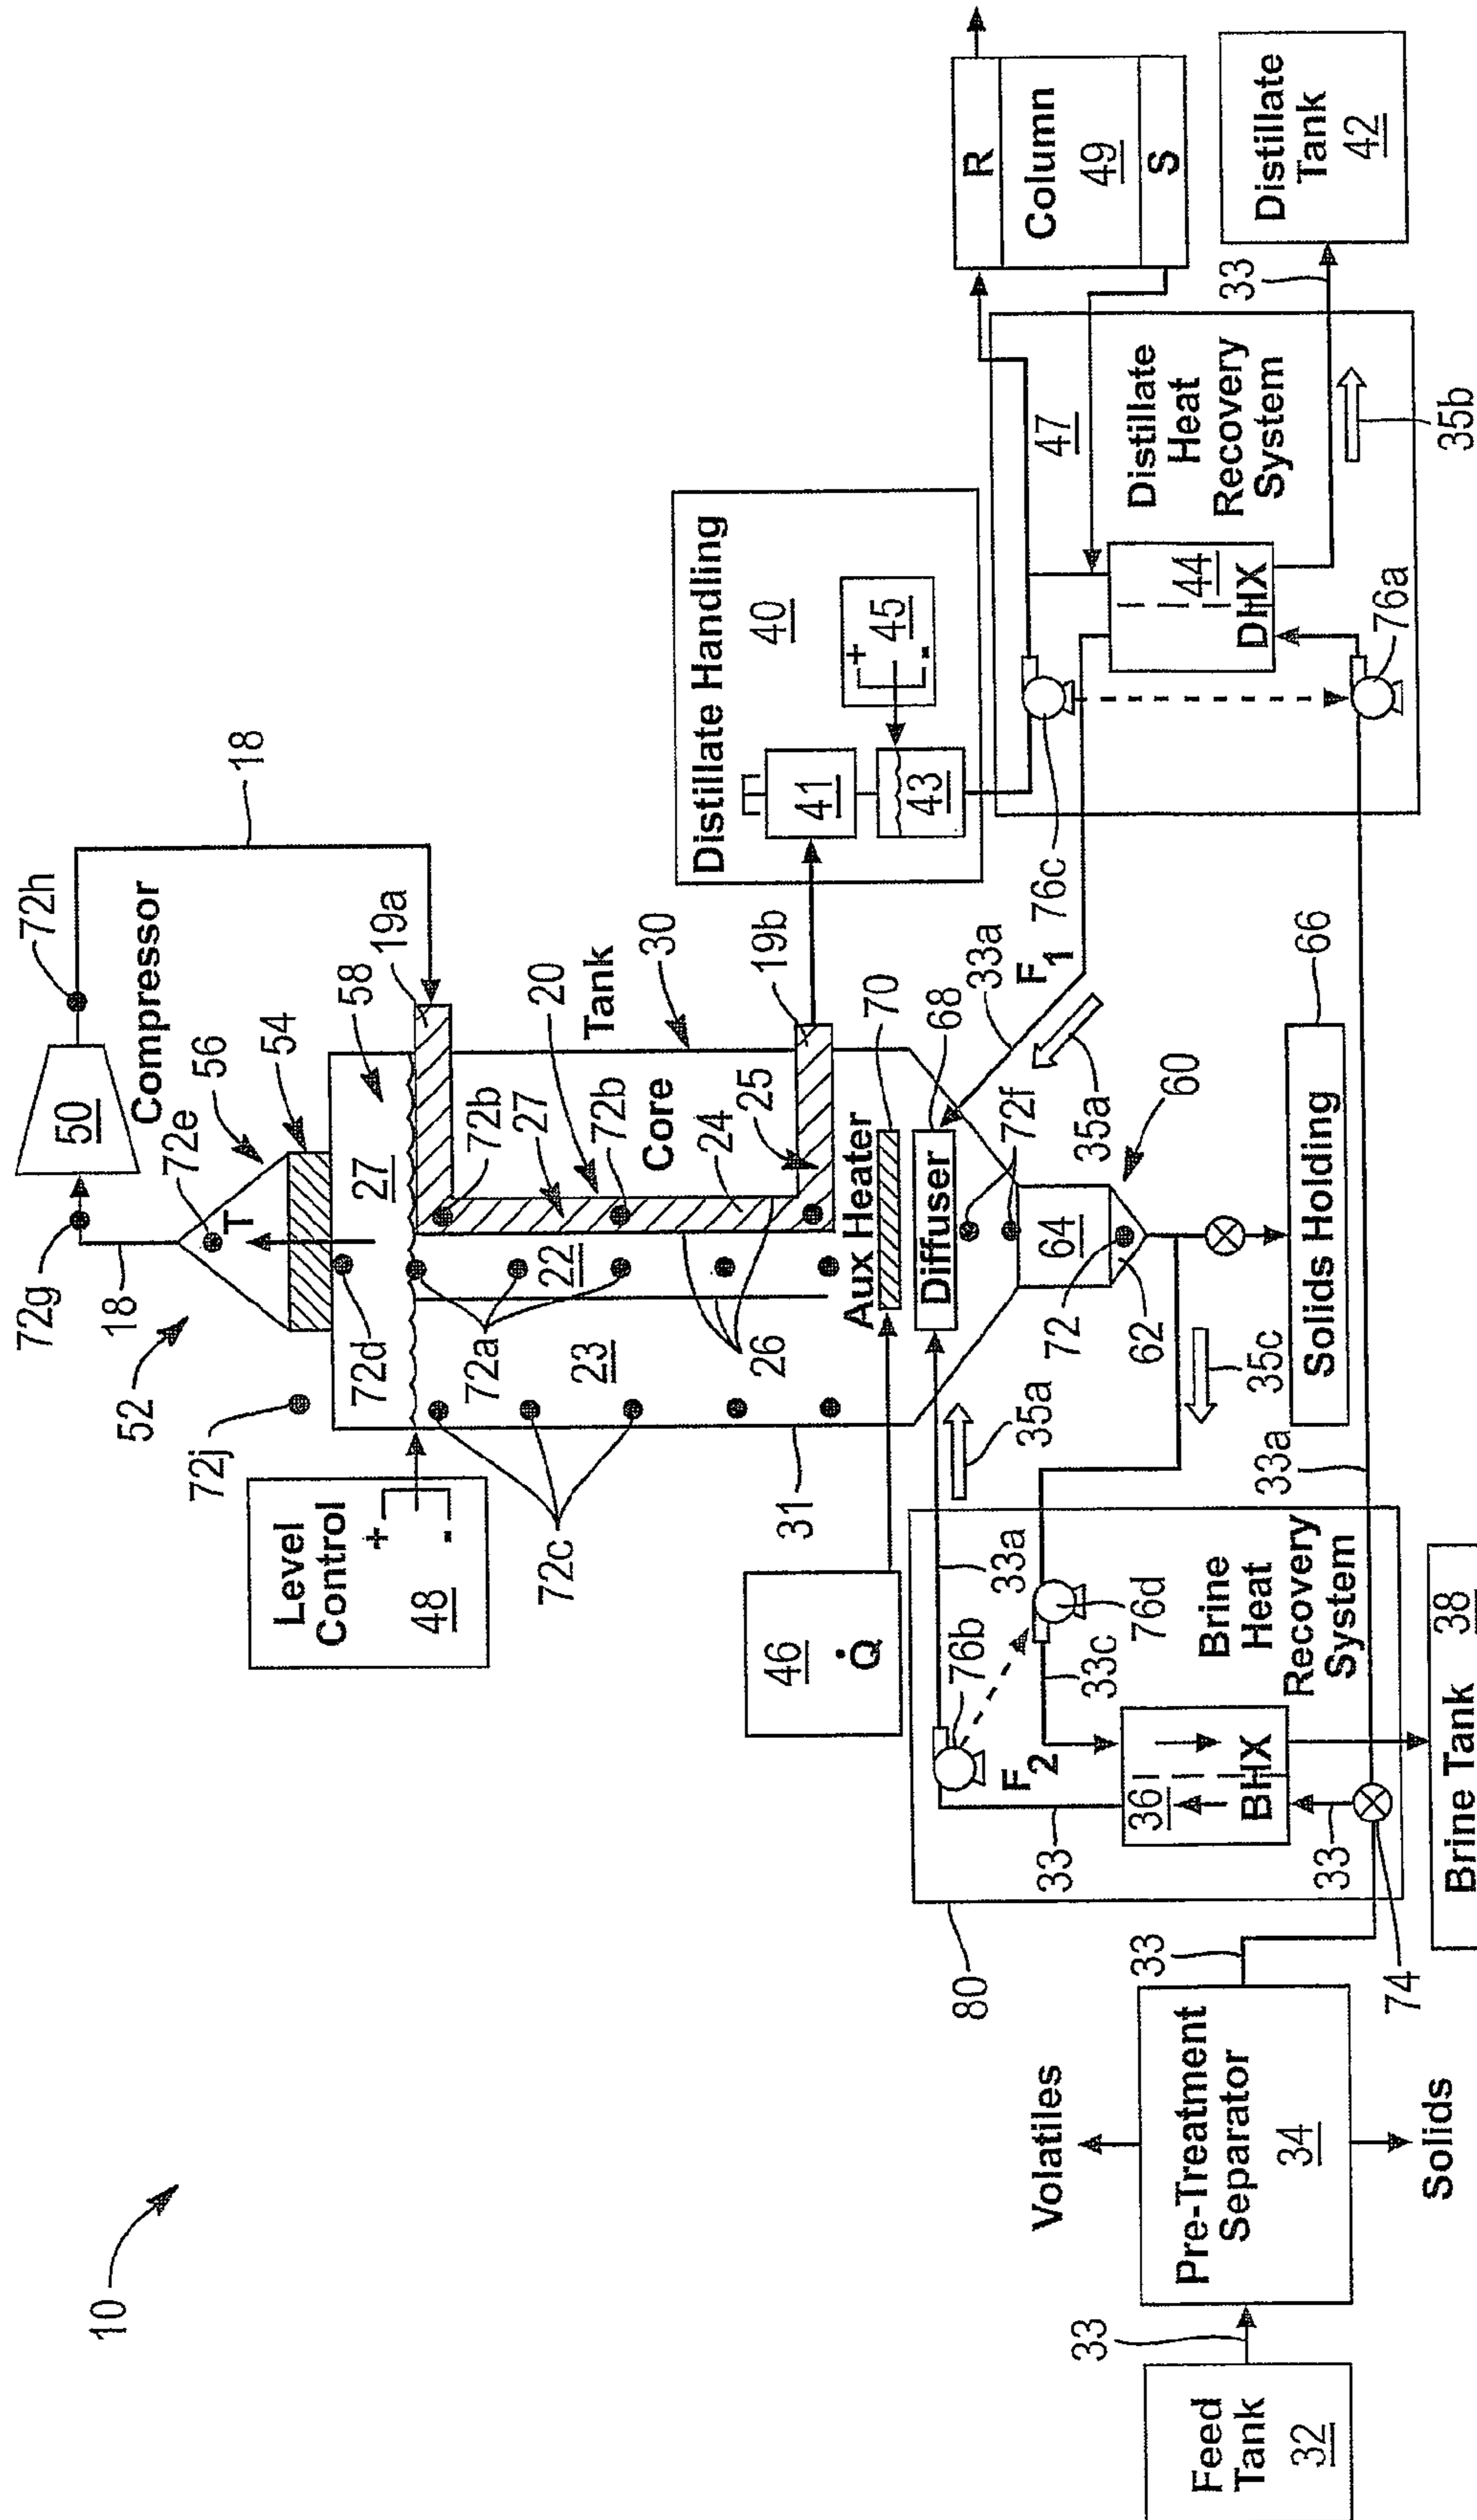 10
52
72g
18
72e
T
50
Compressor
72h
18
56
54
58
19a
72j
Level
Control
+
-
48
72d
27
72a
72b
27
20
72b
Tank
30
Core
24
25
19b
22
23
26
72c
31
Aux Heater
70
Diffuser
68
46
Q̇
Distillate Handling
40
41
43
+
-
45
76c
F1
33a
35a
72f
60
64
72
62
35a
35c
66
Solids Holding
33a
R
Column
49
S
47
Distillate
Heat
Recovery
System
44
DHX
76a
35b
33
Distillate
Tank
42
33a
76b
F2
33c
76d
Brine
Heat
Recovery
System
36
BHX
33
33
80
74
Brine Tank 38
Volatiles
Pre-Treatment
Separator
34
Solids
33
33
Feed
Tank
32